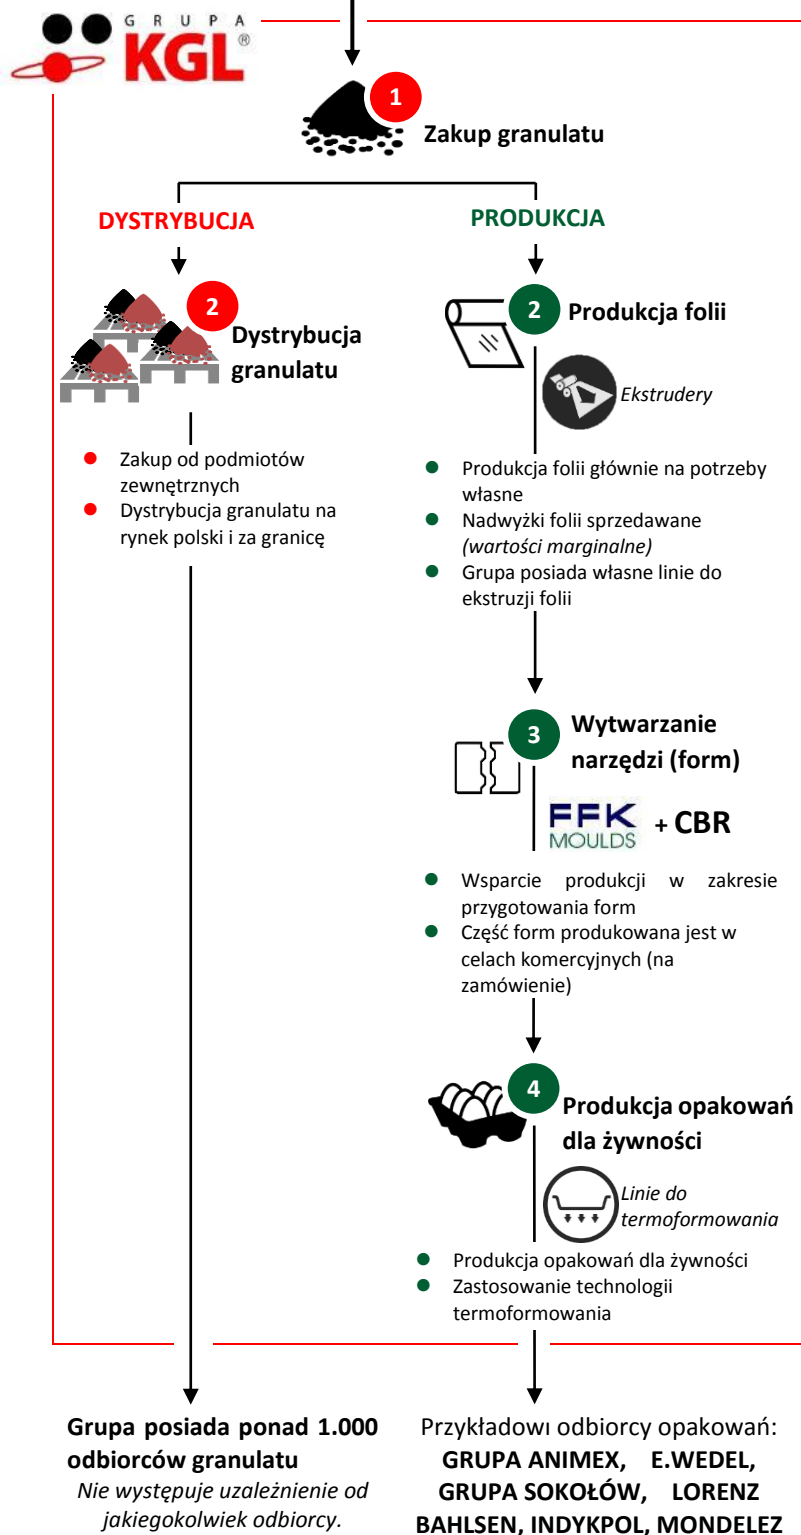 GRUPA
KGL®
1
Zakup granulatu
DYSTRYBUCJA
2
Dystrybucja
granulatu
● Zakup od podmiotów
zewnętrznych
● Dystrybucja granulatu na
rynek polski i za granicę
PRODUKCJA
2
Produkcja folii
Ekstrudery
● Produkcja folii głównie na potrzeby
własne
● Nadwyżki folii sprzedawane
(wartości marginalne)
● Grupa posiada własne linie do
ekstruzji folii
3
Wytwarzanie
narzędzi (form)
FFK
MOULDS
+ CBR
● Wsparcie produkcji w zakresie
przygotowania form
● Część form produkowana jest w
celach komercyjnych (na
zamówienie)
4
Produkcja opakowań
dla żywności
Linie do
termoformowania
● Produkcja opakowań dla żywności
● Zastosowanie technologii
termoformowania
Grupa posiada ponad 1.000
odbiorców granulatu
Nie występuje uzależnienie od
jakiegokolwiek odbiorcy.
Przykładowi odbiorcy opakowań:
GRUPA ANIMEX, E.WEDEL,
GRUPA SOKOŁÓW, LORENZ
BAHLSEN, INDYKPOL, MONDELEZ